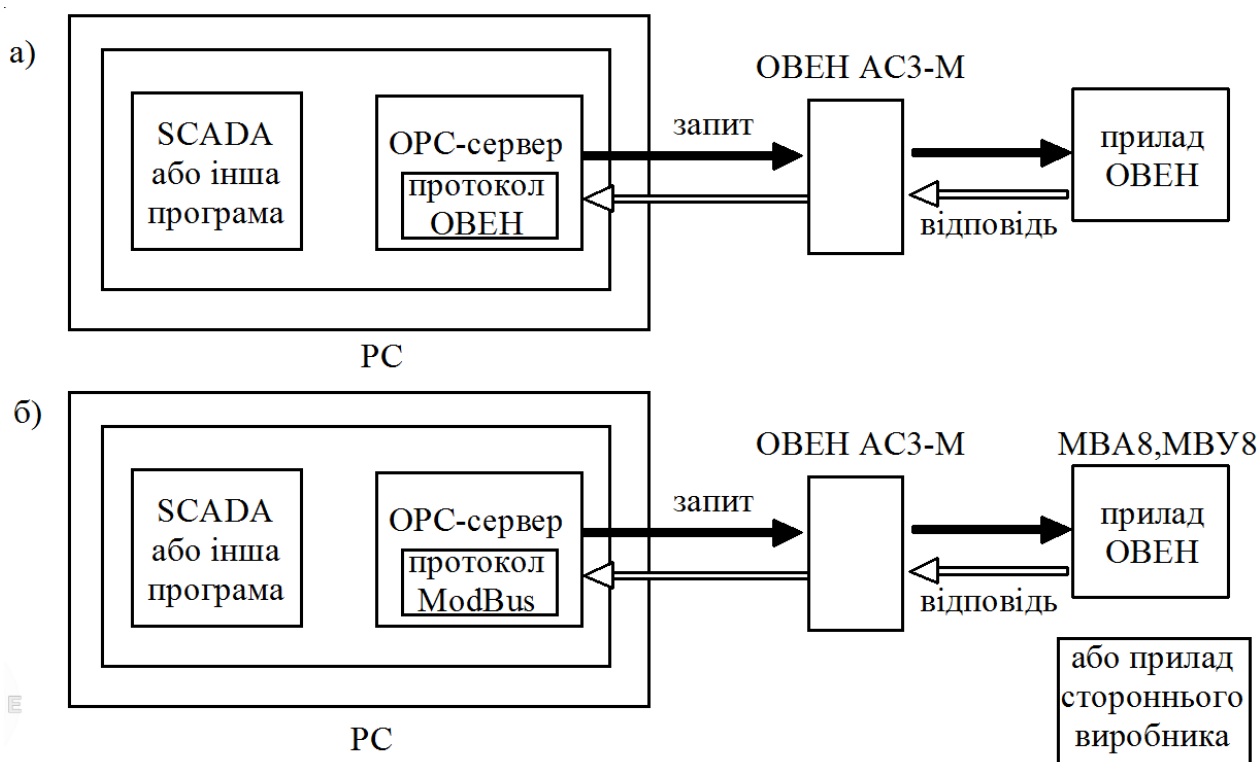 а)
ОВЕН АС3-М
SCADA
або інша
програма
ОРС-сервер
протокол
ОВЕН
запит
відповідь
прилад
ОВЕН
РС
б)
ОВЕН АС3-М
МВА8,МВУ8
SCADA
або інша
програма
ОРС-сервер
протокол
ModBus
запит
відповідь
прилад
ОВЕН
або прилад
стороннього
виробника
РС
E